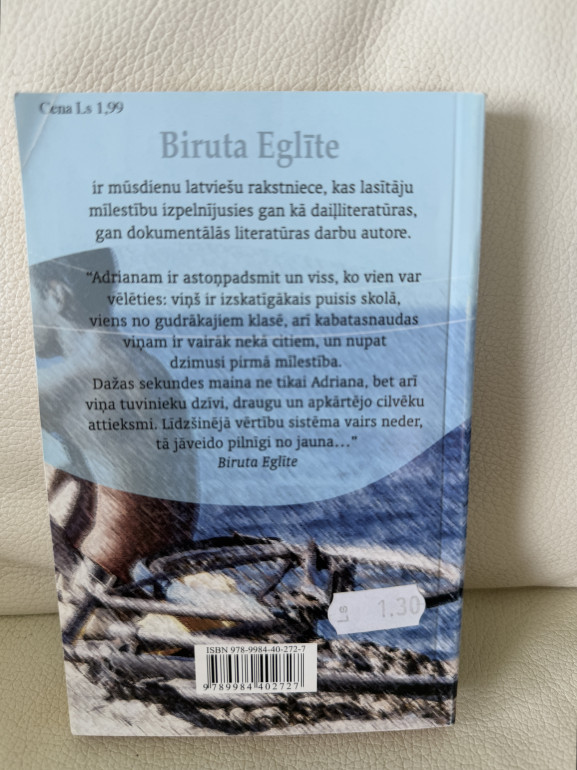 Cena Ls 1,99
Biruta Eglīte
ir mūsdienu latviešu rakstniece, kas lasītāju
mīlestību izpelnījusies gan kā daiļliteratūras,
gan dokumentālās literatūras darbu autore.
“Adrianam ir astoņpadsmit un viss, ko vien var
vēlēties: viņš ir izskatīgākais puisis skolā,
viens no gudrākajiem klasē, arī kabatasnaudas
viņam ir vairāk nekā citiem, un nupat
dzimusi pirmā mīlestība.
Dažas sekundes maina ne tikai Adriana, bet arī
viņa tuvinieku dzīvi, draugu un apkārtējo cilvēku
attieksmi. Līdzšinējā vērtību sistēma vairs neder,
tā jāveido pilnīgi no jauna...”
Biruta Eglīte
Ls 1.30
ISBN 978-9984-40-272-7
9789984402727